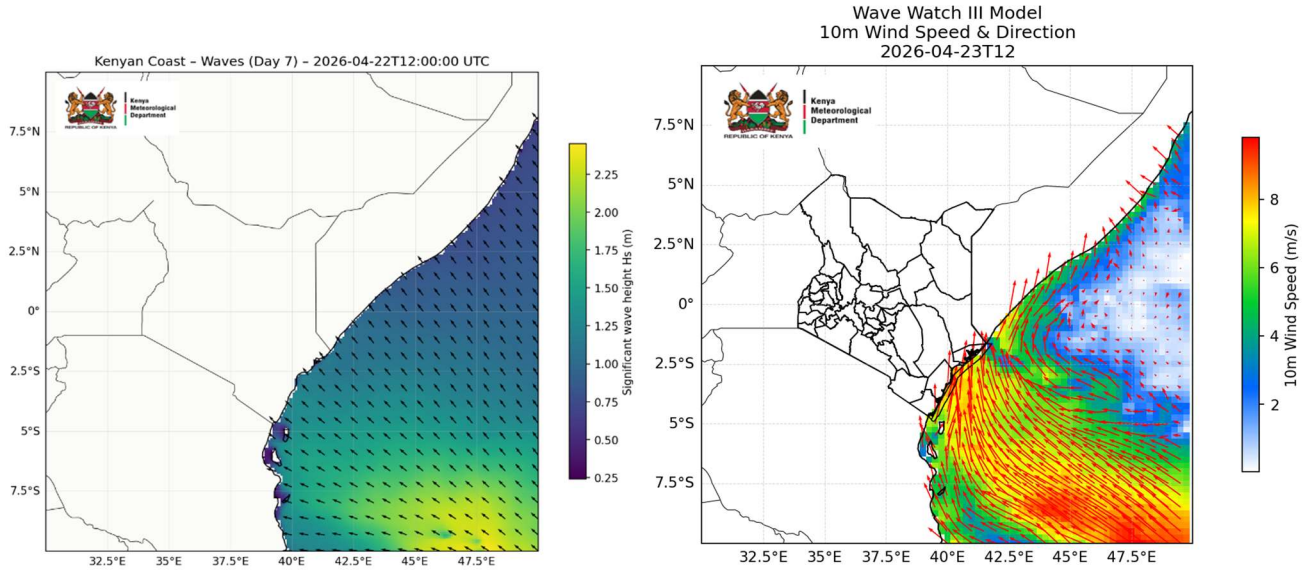 Kenyan Coast – Waves (Day 7) – 2026-04-22T12:00:00 UTC
Kenya
Meteorological
Department
REPUBLIC OF KENYA
7.5°N
5°N
2.5°N
0°
2.5°S
5°S
7.5°S
32.5°E 35°E 37.5°E 40°E 42.5°E 45°E 47.5°E
2.25
2.00
1.75
1.50
1.25
1.00
0.75
0.50
0.25
Significant wave height Hs (m)
Wave Watch III Model
10m Wind Speed & Direction
2026-04-23T12
Kenya
Meteorological
Department
REPUBLIC OF KENYA
7.5°N
5°N
2.5°N
0°
2.5°S
5°S
7.5°S
32.5°E 35°E 37.5°E 40°E 42.5°E 45°E 47.5°E
8
6
4
2
10m Wind Speed (m/s)